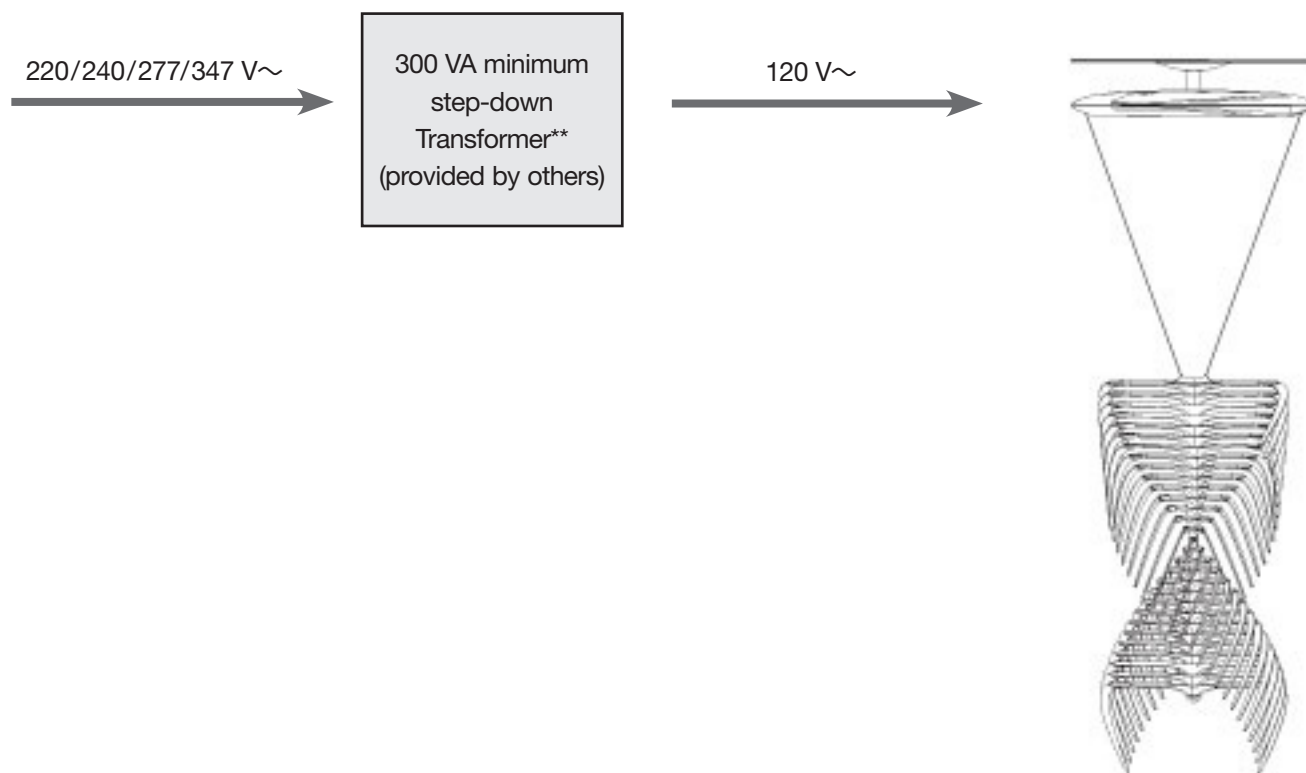 220/240/277/347 V～
300 VA minimum
step-down
Transformer**
(provided by others)
120 V～